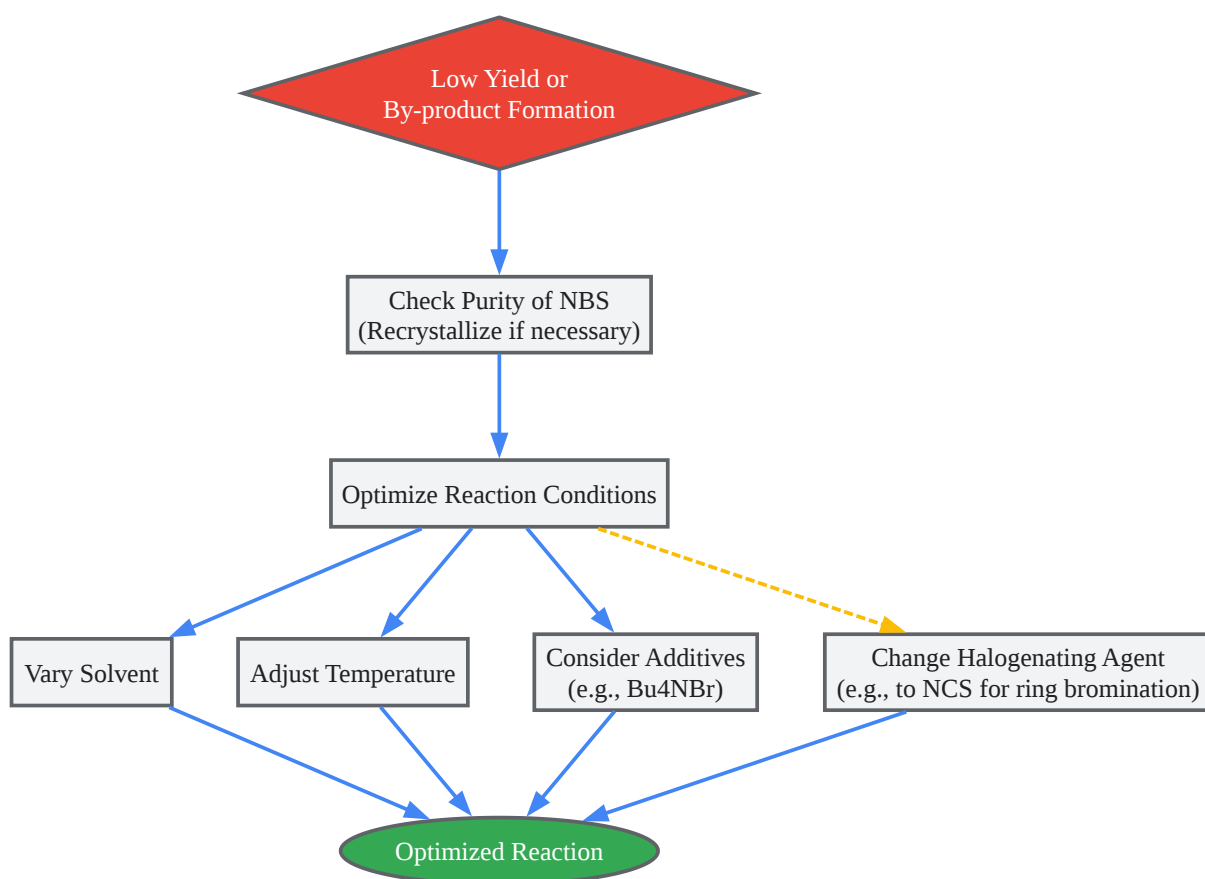 Low Yield or
By-product Formation
Check Purity of NBS
(Recrystallize if necessary)
Optimize Reaction Conditions
Vary Solvent
Adjust Temperature
Consider Additives
(e.g., Bu4NBr)
Change Halogenating Agent
(e.g., to NCS for ring bromination)
Optimized Reaction